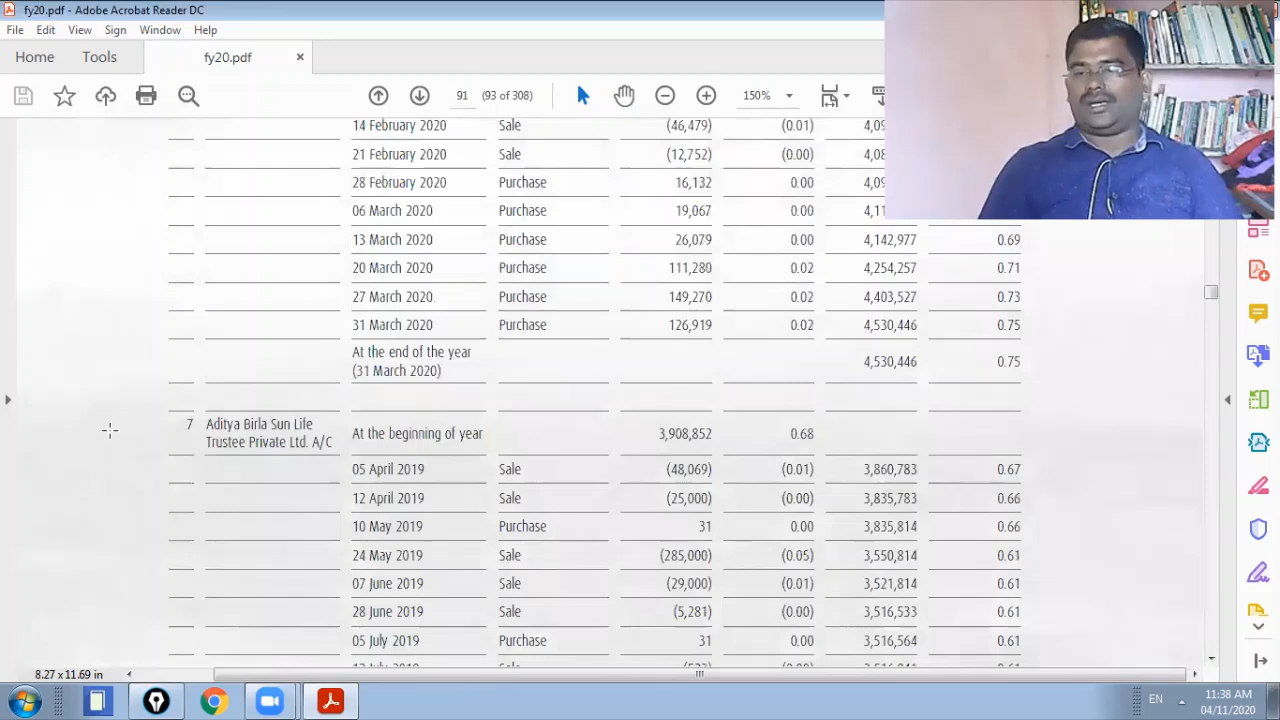 fy20.pdf - Adobe Acrobat Reader DC
File Edit View Sign Window Help
Home Tools fy20.pdf ×
91 (93 of 308) 150%
14 February 2020 Sale (46,479) (0.01)
21 February 2020 Sale (12,752) (0.00)
28 February 2020 Purchase 16,132 0.00
06 March 2020 Purchase 19,067 0.00
13 March 2020 Purchase 26,079 0.00 4,142,977 0.69
20 March 2020 Purchase 111,280 0.02 4,254,257 0.71
27 March 2020 Purchase 149,270 0.02 4,403,527 0.73
31 March 2020 Purchase 126,919 0.02 4,530,446 0.75
At the end of the year
(31 March 2020) 4,530,446 0.75
7 Aditya Birla Sun Life
Trustee Private Ltd. A/C At the beginning of year 3,908,852 0.68
05 April 2019 Sale (48,069) (0.01) 3,860,783 0.67
12 April 2019 Sale (25,000) (0.00) 3,835,783 0.66
10 May 2019 Purchase 31 0.00 3,835,814 0.66
24 May 2019 Sale (285,000) (0.05) 3,550,814 0.61
07 June 2019 Sale (29,000) (0.01) 3,521,814 0.61
28 June 2019 Sale (5,281) (0.00) 3,516,533 0.61
05 July 2019 Purchase 31 0.00 3,516,564 0.61
8.27 x 11.69 in
EN 11:38 AM
04/11/2020